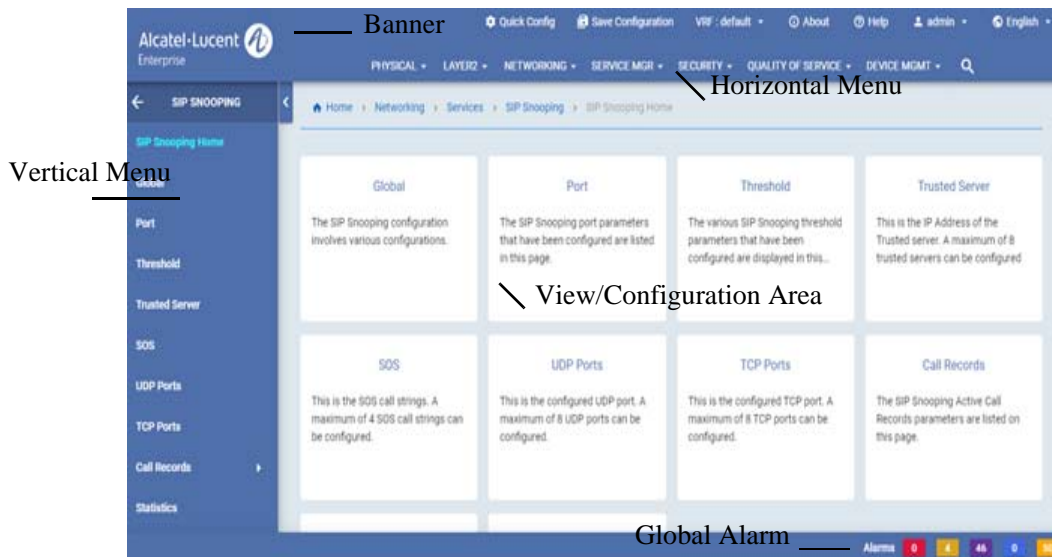 Banner
Quick Config
Save Configuration
VRF : default
About
Help
admin
English
Alcatel·Lucent
Enterprise
PHYSICAL
LAYER2
NETWORKING
SERVICE MGR
SECURITY
QUALITY OF SERVICE
DEVICE MGMT
Horizontal Menu
SIP SNOOPING
Home
Networking
Services
SIP Snooping
SIP Snooping Home
SIP Snooping Home
Vertical Menu
Global
Port
Threshold
Trusted Server
SOS
UDP Ports
TCP Ports
Call Records
Statistics
Global
The SIP Snooping configuration
involves various configurations.
Port
The SIP Snooping port parameters
that have been configured are listed
in this page.
Threshold
The various SIP Snooping threshold
parameters that have been
configured are displayed in this...
Trusted Server
This is the IP Address of the
Trusted server. A maximum of 8
trusted servers can be configured
View/Configuration Area
SOS
This is the SOS call strings. A
maximum of 4 SOS call strings can
be configured.
UDP Ports
This is the configured UDP port. A
maximum of 8 UDP ports can be
configured.
TCP Ports
This is the configured TCP port. A
maximum of 8 TCP ports can be
configured.
Call Records
The SIP Snooping Active Call
Records parameters are listed on
this page.
Global Alarm
Alarms
0
4
46
0